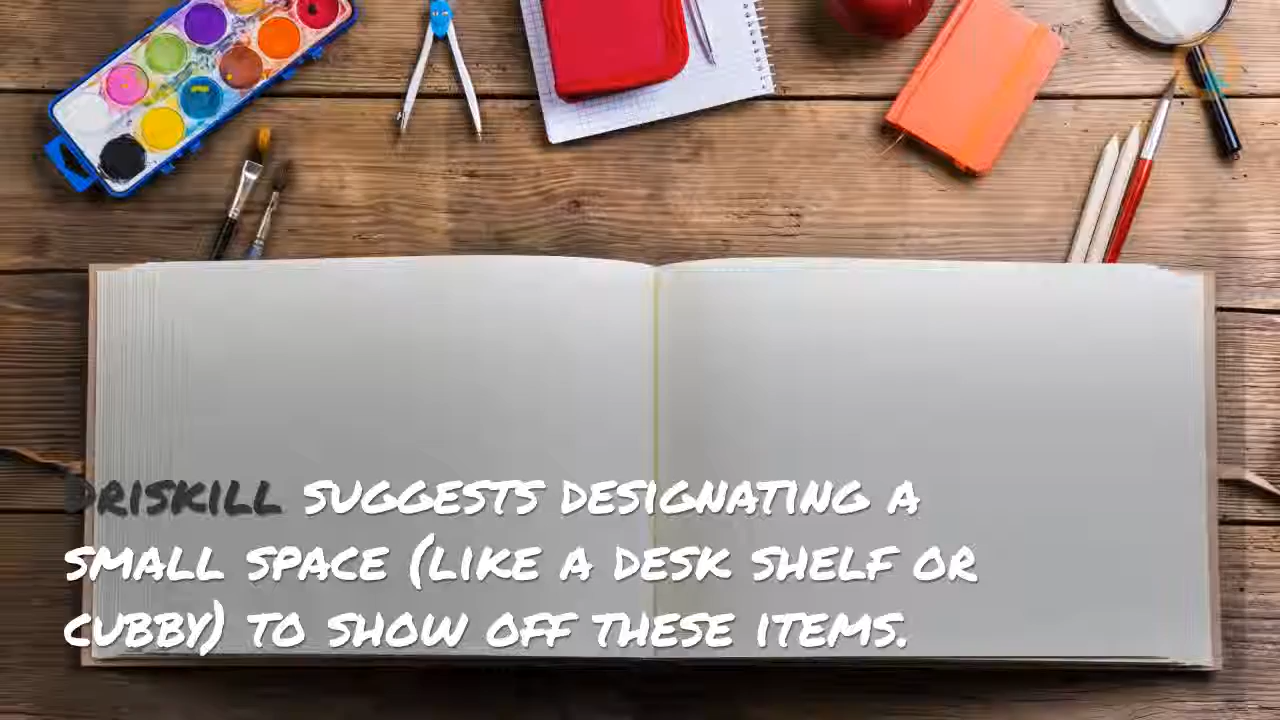 DRISKILL SUGGESTS DESIGNATING A
SMALL SPACE (LIKE A DESK SHELF OR
CUBBY) TO SHOW OFF THESE ITEMS.